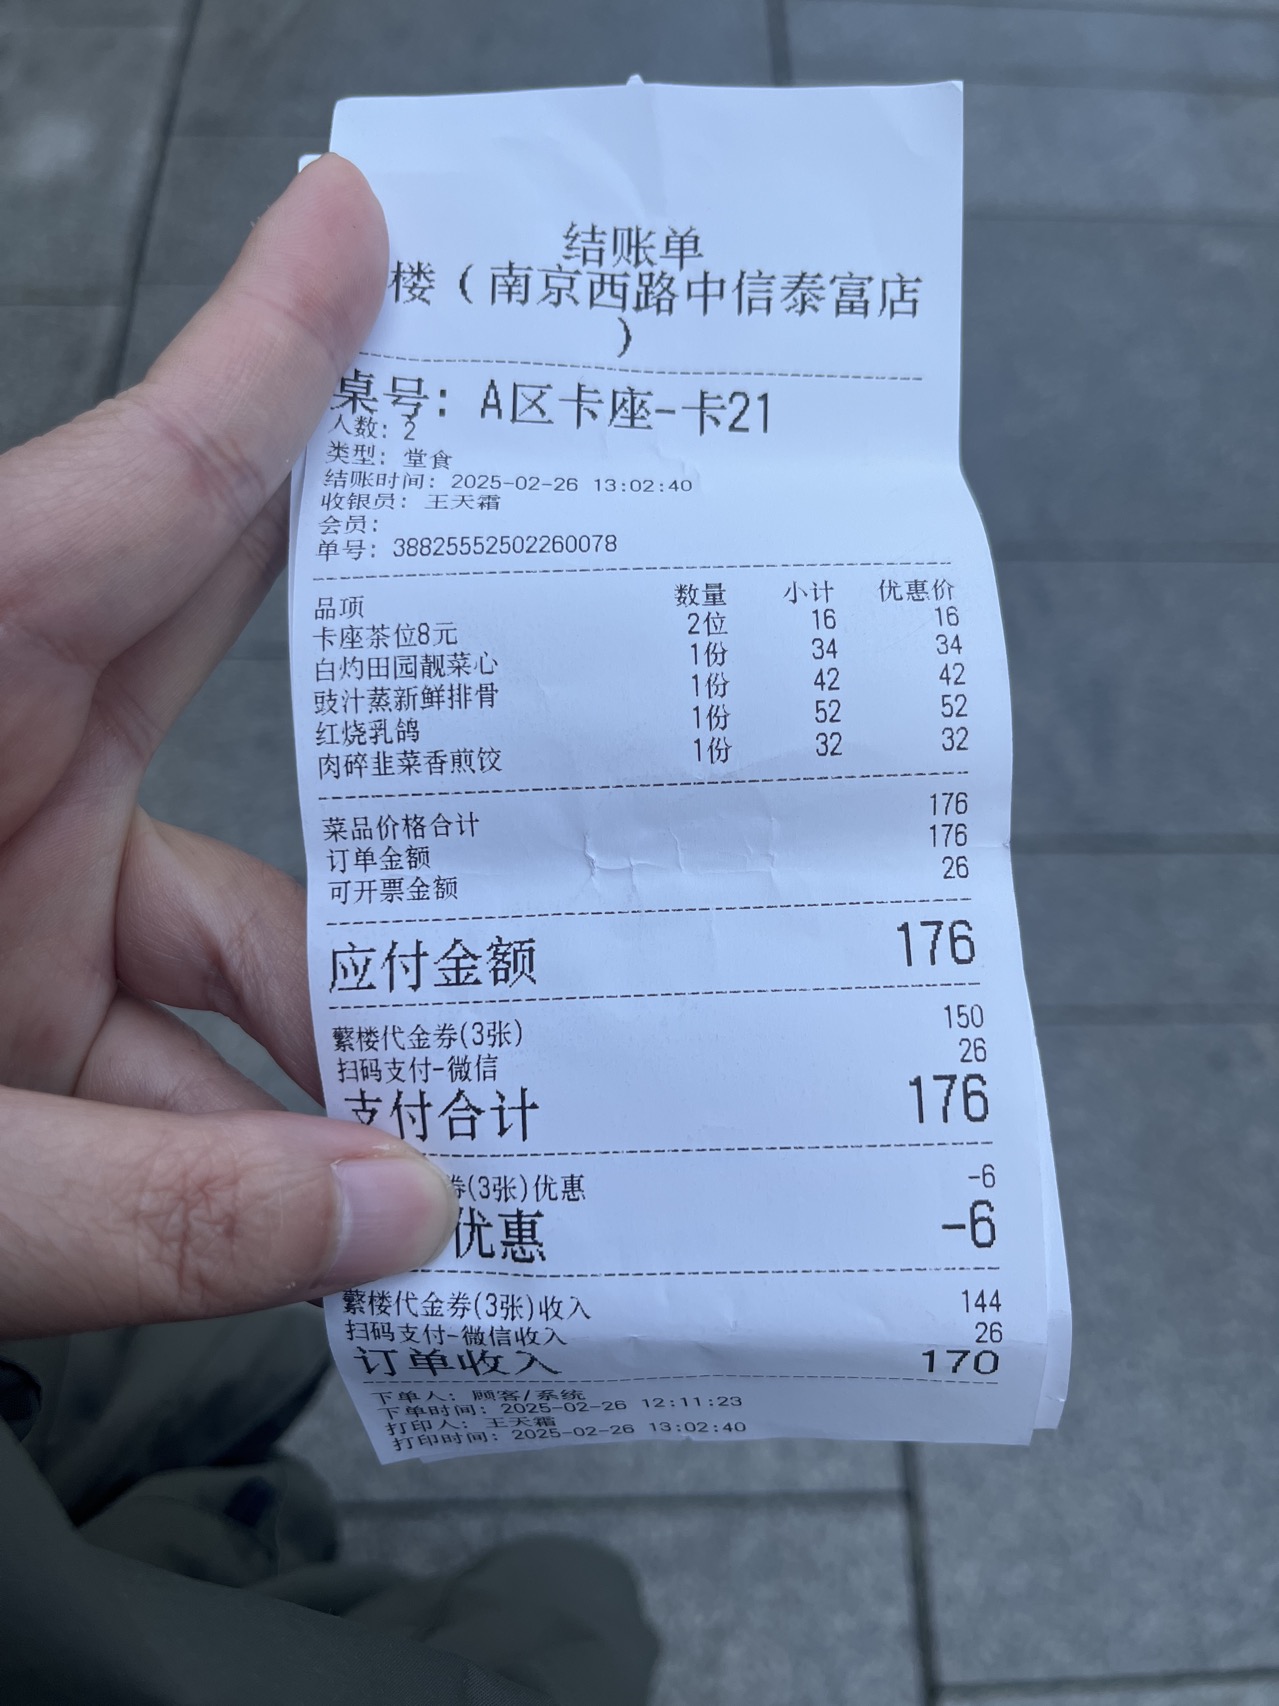 结账单
楼（南京西路中信泰富店
）
桌号：A区卡座-卡21
人数：2
类型：堂食
结账时间：2025-02-26 13:02:40
收银员：王天霜
会员：
单号：38825552502260078
品项 数量 小计 优惠价
卡座茶位8元 2位 16 16
白灼田园靓菜心 1份 34 34
豉汁蒸新鲜排骨 1份 42 42
红烧乳鸽 1份 52 52
肉碎韭菜香煎饺 1份 32 32
菜品价格合计 176
订单金额 176
可开票金额 26
应付金额 176
蘩楼代金券(3张) 150
扫码支付-微信 26
支付合计 176
券(3张)优惠 -6
优惠 -6
蘩楼代金券(3张)收入 144
扫码支付-微信收入 26
订单收入 170
下单人：顾客/系统
下单时间：2025-02-26 12:11:23
打印人：王天霜
打印时间：2025-02-26 13:02:40